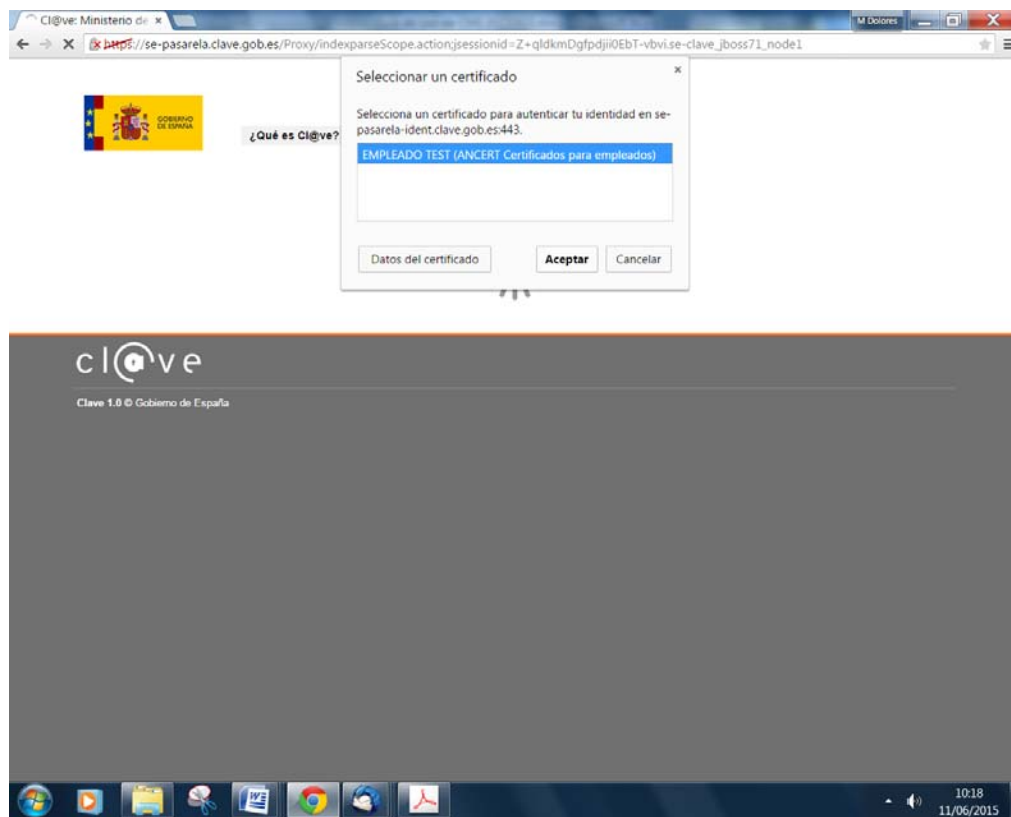 Cl@ve: Ministerio de
M Dolores
https://se-pasarela.clave.gob.es/Proxy/indexparseScope.action;jsessionid=Z+qldkmDgfpdjii0EbT-vbvi.se-clave_jboss71_node1
Seleccionar un certificado
Selecciona un certificado para autenticar tu identidad en se-
pasarela-ident.clave.gob.es:443.
GOBIERNO
DE ESPAÑA
¿Qué es Cl@ve?
EMPLEADO TEST (ANCERT Certificados para empleados)
Datos del certificado
Aceptar
Cancelar
cl@ve
Clave 1.0 © Gobierno de España
10:18
11/06/2015